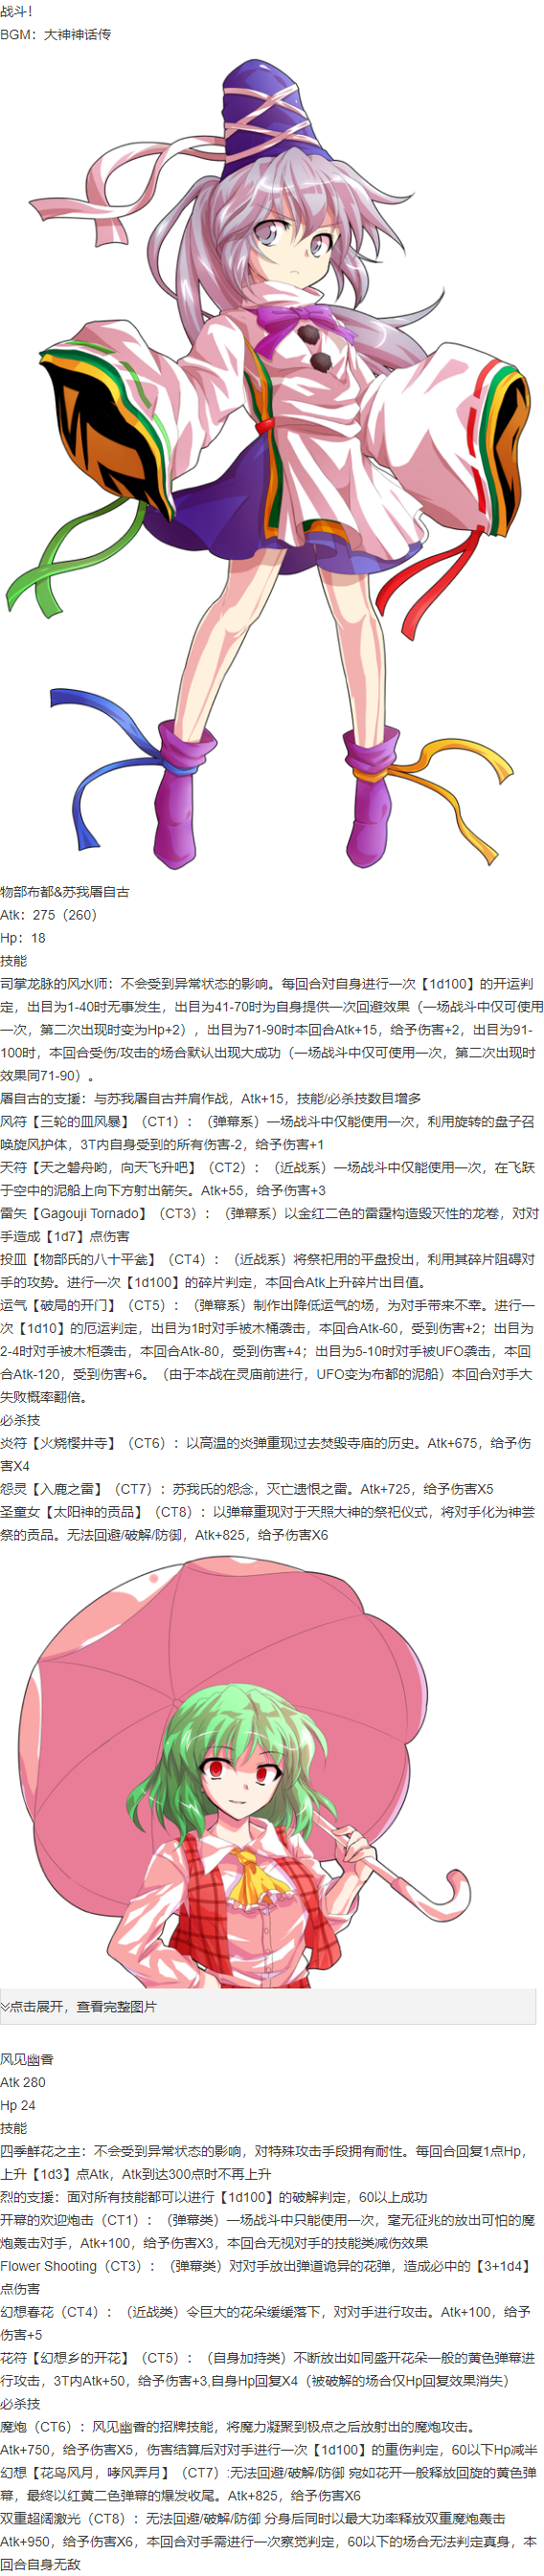 战斗！
BGM：大神神话传
物部布都&苏我屠自古
Atk：275（260）
Hp：18
技能
司掌龙脉的风水师：不会受到异常状态的影响。每回合对自身进行一次【1d100】的开运判
定，出目为1-40时无事发生，出目为41-70时为自身提供一次回避效果（一场战斗中仅可使用
一次，第二次出现时变为Hp+2），出目为71-90时本回合Atk+15，给予伤害+2，出目为91-
100时，本回合受伤/攻击的场合默认出现大成功（一场战斗中仅可使用一次，第二次出现时
效果同71-90）。
屠自古的支援：与苏我屠自古并肩作战，Atk+15，技能/必杀技数目增多
风符【三轮的皿风暴】（CT1）：（弹幕系）一场战斗中仅能使用一次，利用旋转的盘子召
唤旋风护体，3T内自身受到的所有伤害-2，给予伤害+1
天符【天之磐舟哟，向天飞升吧】（CT2）：（近战系）一场战斗中仅能使用一次，在飞跃
于空中的泥船上向下方射出箭矢。Atk+55，给予伤害+3
雷矢【Gagouji Tornado】（CT3）：（弹幕系）以金红二色的雷霆构造毁灭性的龙卷，对对
手造成【1d7】点伤害
投皿【物部氏的八十平瓮】（CT4）：（近战系）将祭祀用的平盘投出，利用其碎片阻碍对
手的攻势。进行一次【1d100】的碎片判定，本回合Atk上升碎片出目值。
运气【破局的开门】（CT5）：（弹幕系）制作出降低运气的场，为对手带来不幸。进行一
次【1d10】的厄运判定，出目为1时对手被木桶袭击，本回合Atk-60，受到伤害+2；出目为
2-4时对手被木柜袭击，本回合Atk-80，受到伤害+4；出目为5-10时对手被UFO袭击，本回
合Atk-120，受到伤害+6。（由于本战在灵庙前进行，UFO变为布都的泥船）本回合对手大
失败概率翻倍。
必杀技
炎符【火烧樱井寺】（CT6）：以高温的炎弹重现过去焚毁寺庙的历史。Atk+675，给予伤
害X4
怨灵【入鹿之雷】（CT7）：苏我氏的怨念，灭亡遗恨之雷。Atk+725，给予伤害X5
圣童女【太阳神的贡品】（CT8）：以弹幕重现对于天照大神的祭祀仪式，将对手化为神尝
祭的贡品。无法回避/破解/防御，Atk+825，给予伤害X6
点击展开，查看完整图片
风见幽香
Atk 280
Hp 24
技能
四季鲜花之主：不会受到异常状态的影响，对特殊攻击手段拥有耐性。每回合回复1点Hp，
上升【1d3】点Atk，Atk到达300点时不再上升
烈的支援：面对所有技能都可以进行【1d100】的破解判定，60以上成功
开幕的欢迎炮击（CT1）：（弹幕类）一场战斗中只能使用一次，毫无征兆的放出可怕的魔
炮轰击对手，Atk+100，给予伤害X3，本回合无视对手的技能类减伤效果
Flower Shooting（CT3）：（弹幕类）对对手放出弹道诡异的花弹，造成必中的【3+1d4】
点伤害
幻想春花（CT4）：（近战类）令巨大的花朵缓缓落下，对对手进行攻击。Atk+100，给予
伤害+5
花符【幻想乡的开花】（CT5）：（自身加持类）不断放出如同盛开花朵一般的黄色弹幕进
行攻击，3T内Atk+50，给予伤害+3,自身Hp回复X4（被破解的场合仅Hp回复效果消失）
必杀技
魔炮（CT6）：风见幽香的招牌技能，将魔力凝聚到极点之后放射出的魔炮攻击。
Atk+750，给予伤害X5，伤害结算后对对手进行一次【1d100】的重伤判定，60以下Hp减半
幻想【花鸟风月，啸风弄月】（CT7）:无法回避/破解/防御 宛如花开一般释放回旋的黄色弹
幕，最终以红黄二色弹幕的爆发收尾。Atk+825，给予伤害X6
双重超阔激光（CT8）：无法回避/破解/防御 分身后同时以最大功率释放双重魔炮轰击
Atk+950，给予伤害X6，本回合对手需进行一次察觉判定，60以下的场合无法判定真身，本
回合自身无敌